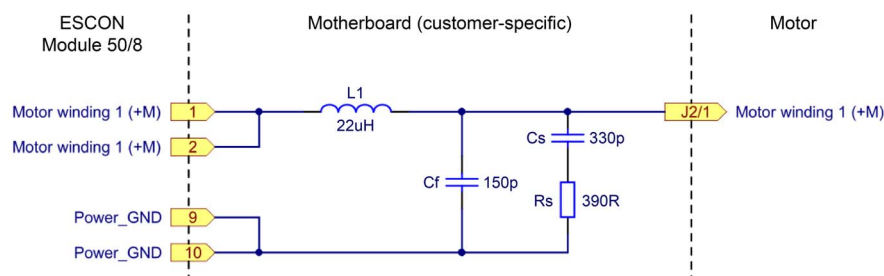 ESCON
Module 50/8
Motherboard (customer-specific)
Motor
L1
22uH
Motor winding 1 (+M)
1
Motor winding 1 (+M)
2
J2/1
Motor winding 1 (+M)
Cs
330p
Cf
150p
Rs
390R
Power_GND
9
Power_GND
10